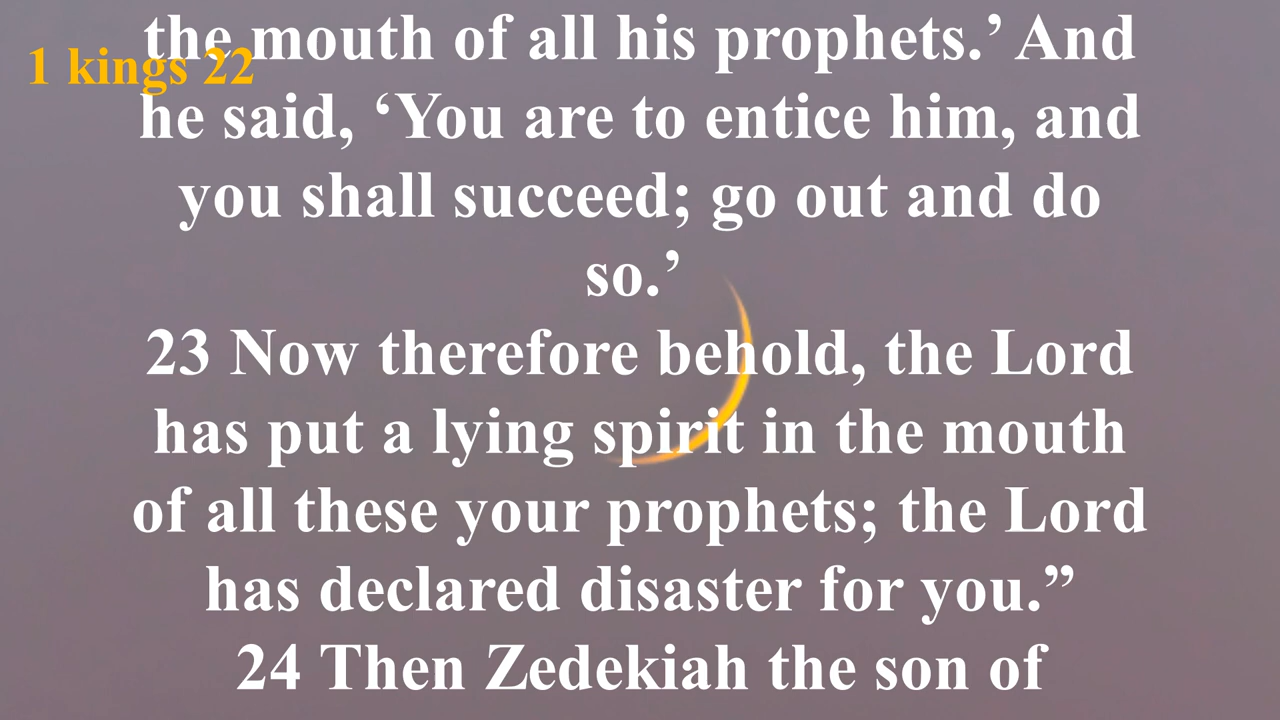 1 kings 22
the mouth of all his prophets.’ And
he said, ‘You are to entice him, and
you shall succeed; go out and do
so.’
23 Now therefore behold, the Lord
has put a lying spirit in the mouth
of all these your prophets; the Lord
has declared disaster for you.”
24 Then Zedekiah the son of